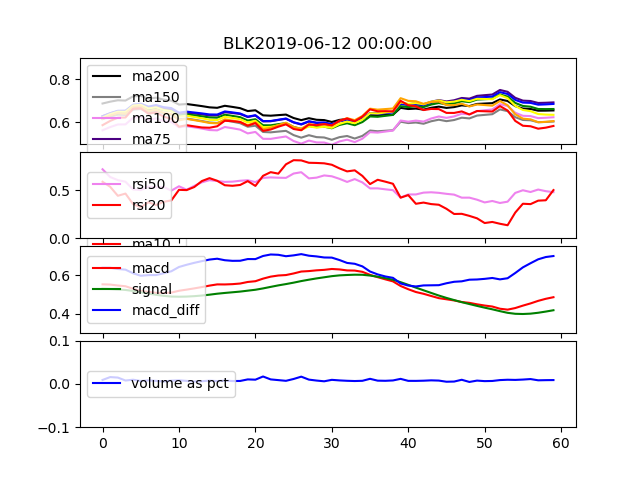 BLK2019-06-12 00:00:00
0.8
0.6
ma200
ma150
ma100
ma75
0.5
0.0
rsi50
rsi20
ma10
0.6
0.4
macd
signal
macd_diff
0.1
0.0
−0.1
volume as pct
0 10 20 30 40 50 60